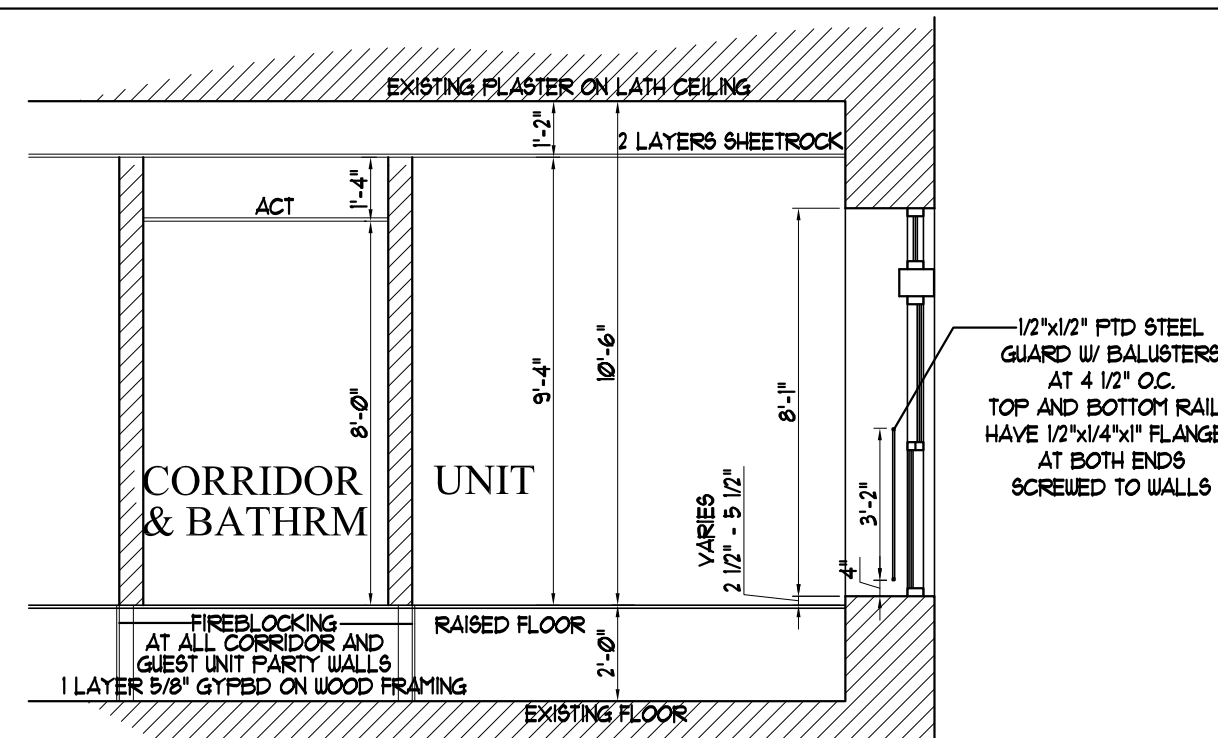 EXISTING PLASTER ON LATH CEILING
1'-2"
2 LAYERS SHEETROCK
1'-4"
ACT
8'-0"
9'-4"
10'-6"
8'-1"
CORRIDOR
& BATHRM
UNIT
VARIES
2 1/2" - 5 1/2"
3'-2"
4"
1/2"x1/2" PTD STEEL
GUARD W/ BALUSTERS
AT 4 1/2" O.C.
TOP AND BOTTOM RAIL
HAVE 1/2"x1/4"x1" FLANGE
AT BOTH ENDS
SCREWED TO WALLS
FIREBLOCKING
AT ALL CORRIDOR AND
GUEST UNIT PARTY WALLS
1 LAYER 5/8" GYPBD ON WOOD FRAMING
RAISED FLOOR
2'-0"
EXISTING FLOOR